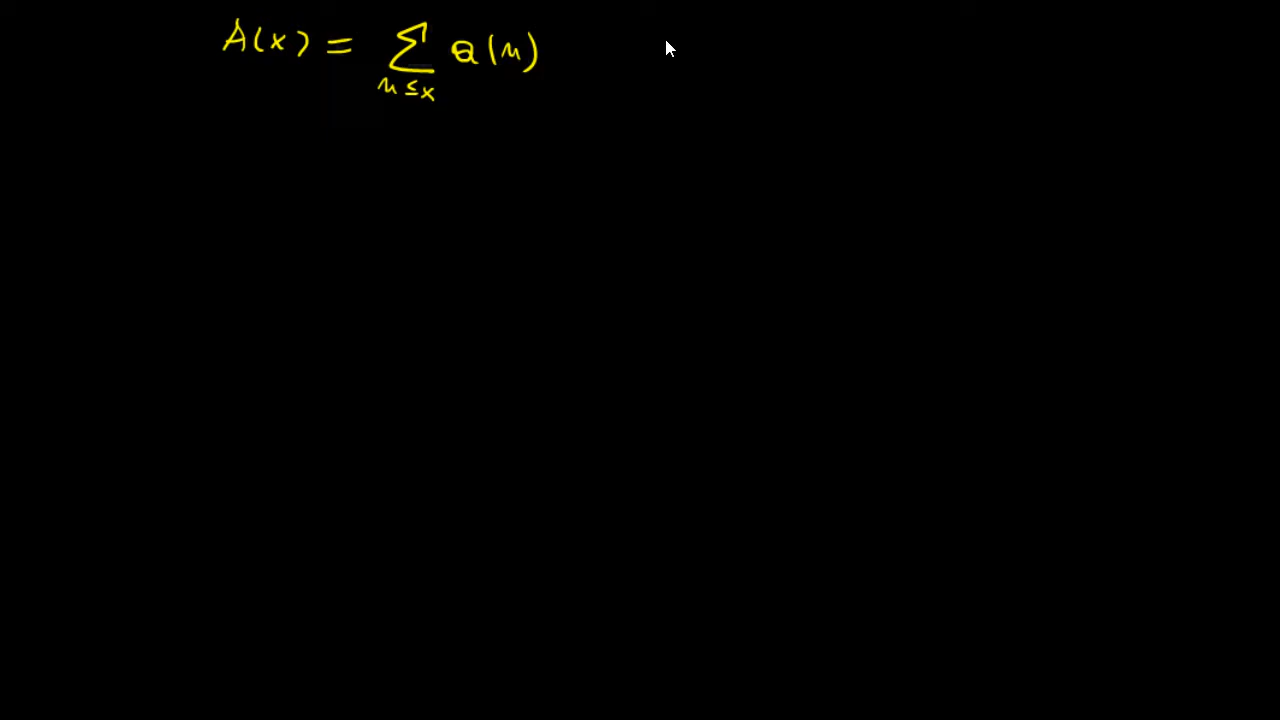 A(x) = ∑ a(n)
n ≤ x